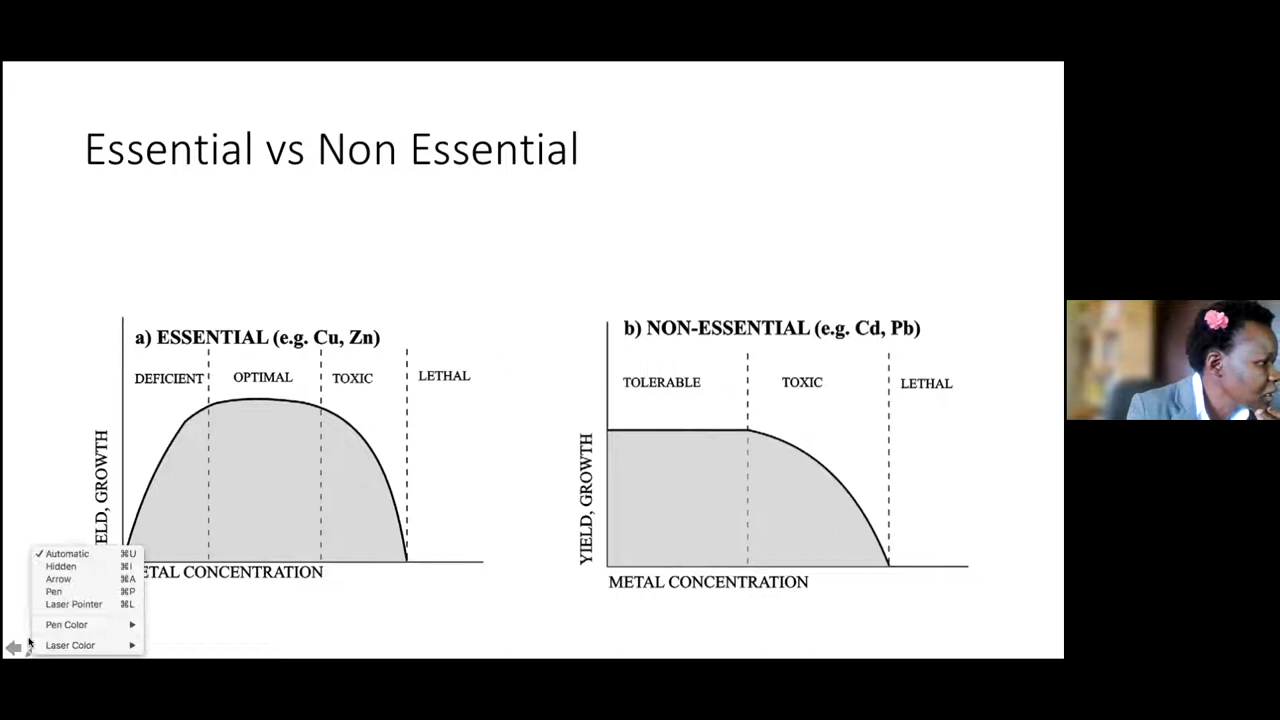 Essential vs Non Essential
a) ESSENTIAL (e.g. Cu, Zn)
DEFICIENT OPTIMAL TOXIC LETHAL
ELD, GROWTH
ETAL CONCENTRATION
b) NON-ESSENTIAL (e.g. Cd, Pb)
TOLERABLE TOXIC LETHAL
YIELD, GROWTH
METAL CONCENTRATION
✓ Automatic ⌘U
Hidden ⌘I
Arrow ⌘A
Pen ⌘P
Laser Pointer ⌘L
Pen Color
Laser Color